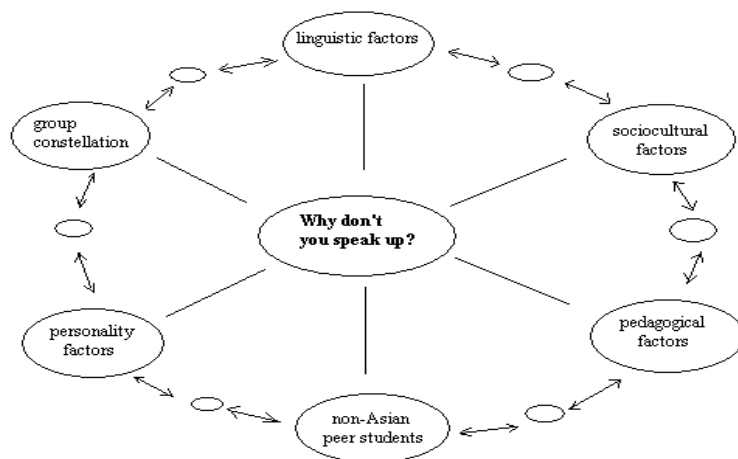 linguistic factors
group
constellation
sociocultural
factors
Why don't
you speak up?
personality
factors
pedagogical
factors
non-Asian
peer students